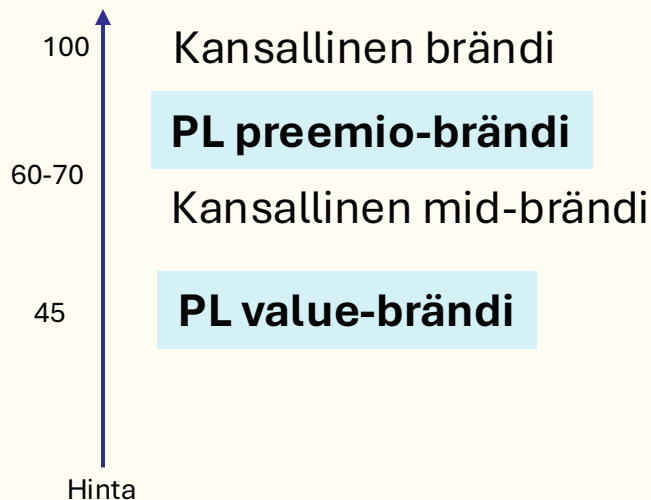 100
Kansallinen brändi
PL preemio-brändi
60-70
Kansallinen mid-brändi
45
PL value-brändi
Hinta